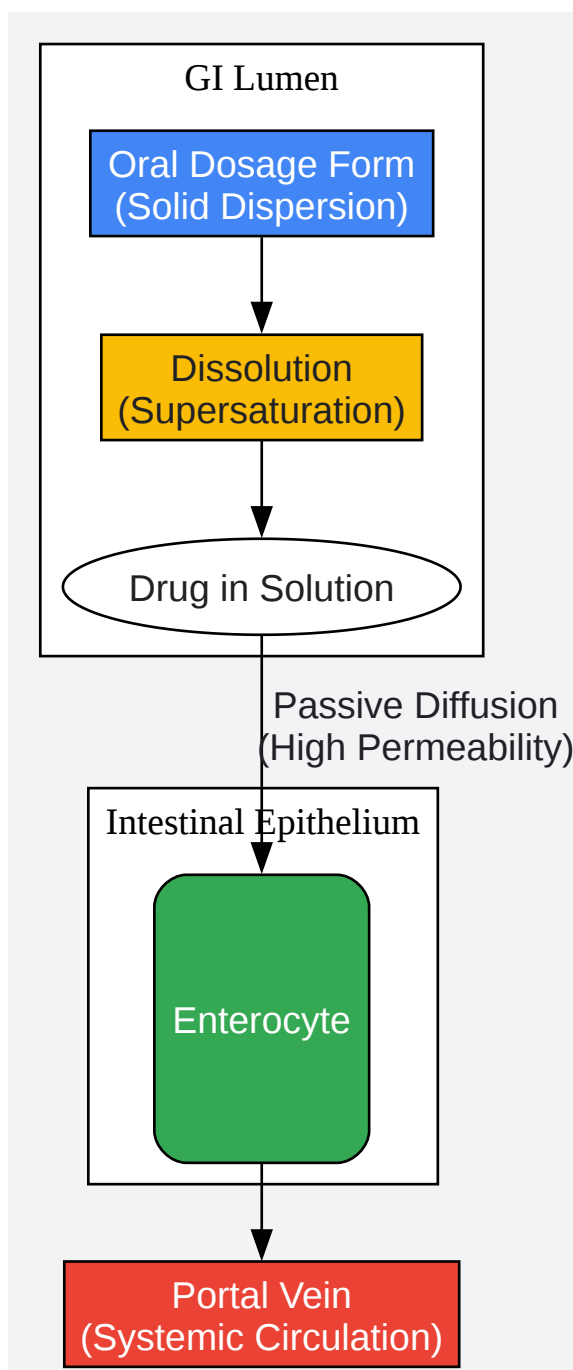 GI Lumen
Oral Dosage Form
(Solid Dispersion)
Dissolution
(Supersaturation)
Drug in Solution
Passive Diffusion
(High Permeability)
Intestinal Epithelium
Enterocyte
Portal Vein
(Systemic Circulation)